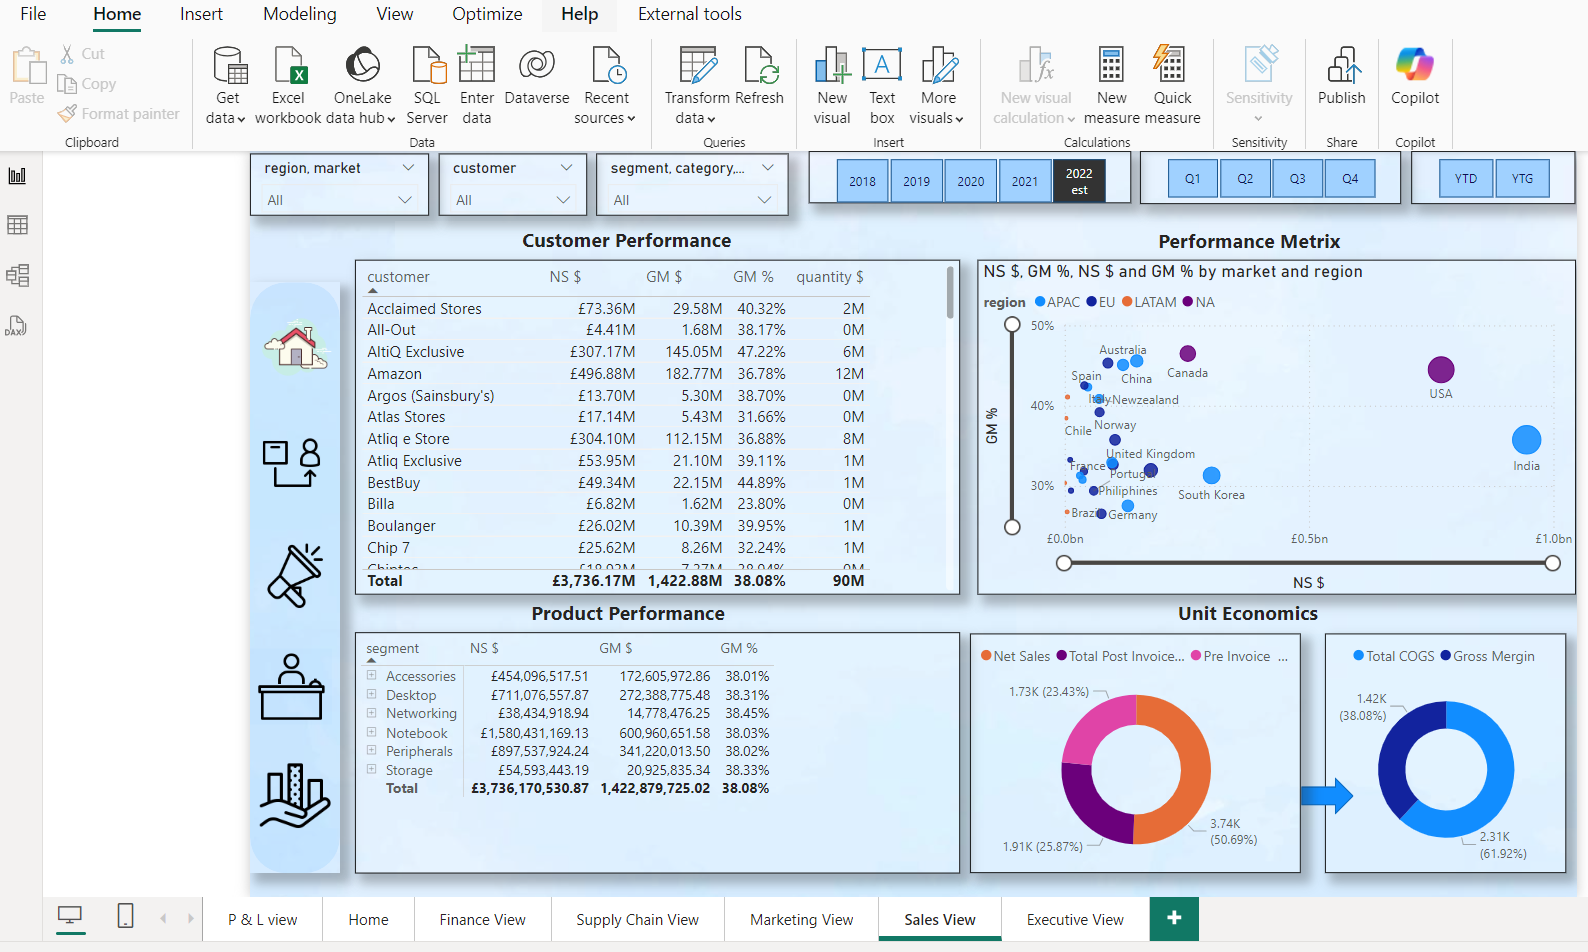 File Home Insert Modeling View Optimize Help External tools
Paste
Cut
Copy
Format painter
Clipboard
Get data
Excel workbook
OneLake data hub
SQL Server
Enter data
Dataverse
Recent sources
Data
Transform data
Refresh
Queries
New visual
Text box
More visuals
Insert
New visual calculation
New measure
Quick measure
Calculations
Sensitivity
Sensitivity
Publish
Share
Copilot
Copilot
region, market
All
customer
All
segment, category,...
All
2018 2019 2020 2021 2022 est
Q1 Q2 Q3 Q4
YTD YTG
Customer Performance
customer NS $ GM $ GM % quantity $
Acclaimed Stores £73.36M 29.58M 40.32% 2M
All-Out £4.41M 1.68M 38.17% 0M
AltiQ Exclusive £307.17M 145.05M 47.22% 6M
Amazon £496.88M 182.77M 36.78% 12M
Argos (Sainsbury's) £13.70M 5.30M 38.70% 0M
Atlas Stores £17.14M 5.43M 31.66% 0M
Atliq e Store £304.10M 112.15M 36.88% 8M
Atliq Exclusive £53.95M 21.10M 39.11% 1M
BestBuy £49.34M 22.15M 44.89% 1M
Billa £6.82M 1.62M 23.80% 0M
Boulanger £26.02M 10.39M 39.95% 1M
Chip 7 £25.62M 8.26M 32.24% 1M
Total £3,736.17M 1,422.88M 38.08% 90M
Performance Metrix
NS $, GM %, NS $ and GM % by market and region
region APAC EU LATAM NA
50%
40%
30%
GM %
Australia
Canada
Spain
China
USA
Italy
Newzealand
Chile
Norway
United Kingdom
France
Portugal
India
Philiphines
South Korea
Brazil
Germany
£0.0bn £0.5bn £1.0bn
NS $
Product Performance
segment NS $ GM $ GM %
Accessories £454,096,517.51 172,605,972.86 38.01%
Desktop £711,076,557.87 272,388,775.48 38.31%
Networking £38,434,918.94 14,778,476.25 38.45%
Notebook £1,580,431,169.13 600,960,651.58 38.03%
Peripherals £897,537,924.24 341,220,013.50 38.02%
Storage £54,593,443.19 20,925,835.34 38.33%
Total £3,736,170,530.87 1,422,879,725.02 38.08%
Unit Economics
Net Sales Total Post Invoice... Pre Invoice ...
1.73K (23.43%)
1.91K (25.87%)
3.74K
(50.69%)
Total COGS Gross Mergin
1.42K
(38.08%)
2.31K
(61.92%)
DAX
P & L view Home Finance View Supply Chain View Marketing View Sales View Executive View +